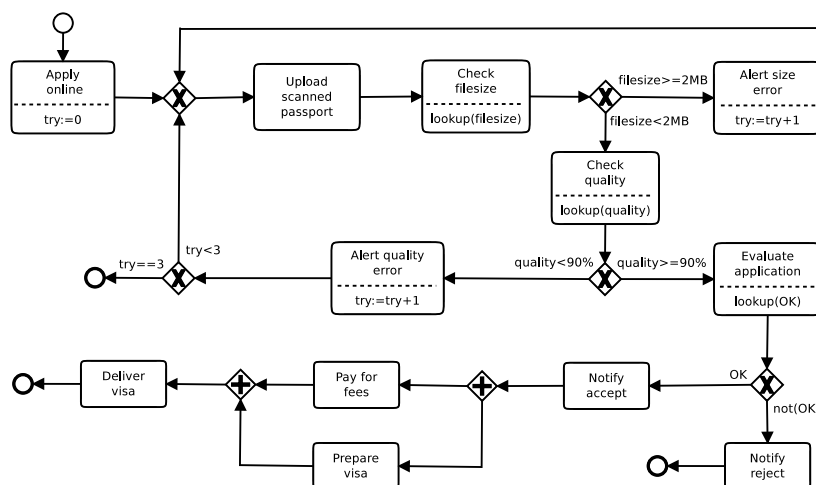 Apply
online
try:=0
Upload
scanned
passport
Check
filesize
lookup(filesize)
filesize>=2MB
filesize<2MB
Alert size
error
try:=try+1
Check
quality
lookup(quality)
try<3
try==3
Alert quality
error
try:=try+1
quality<90%
quality>=90%
Evaluate
application
lookup(OK)
Deliver
visa
Pay for
fees
Notify
accept
OK
not(OK
Prepare
visa
Notify
reject